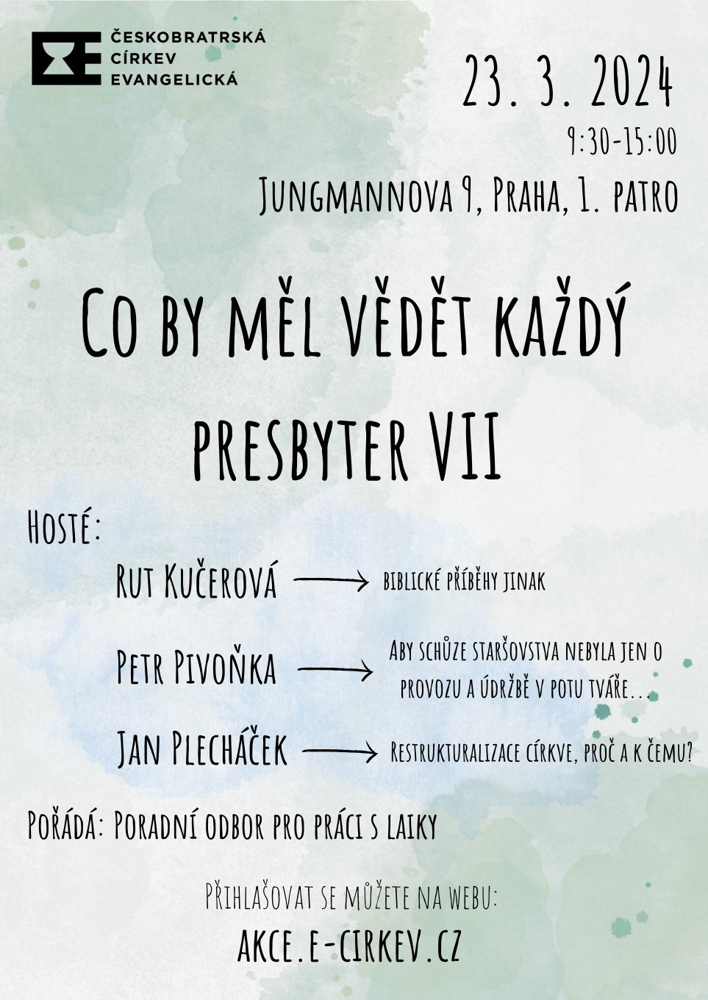 ČESKOBRATRSKÁ
CÍRKEV
EVANGELICKÁ
23. 3. 2024
9:30-15:00
Jungmannova 9, Praha, 1. patro
Co by měl vědět každý
presbyter VII
Hosté:
Rut Kučerová
biblické příběhy jinak
Petr Pivoňka
Aby schůze staršovstva nebyla jen o
provozu a údržbě v potu tváře...
Jan Plecháček
Restrukturalizace církve, proč a k čemu?
Pořádá: Poradní odbor pro práci s laiky
Přihlašovat se můžete na webu:
akce.e-cirkev.cz